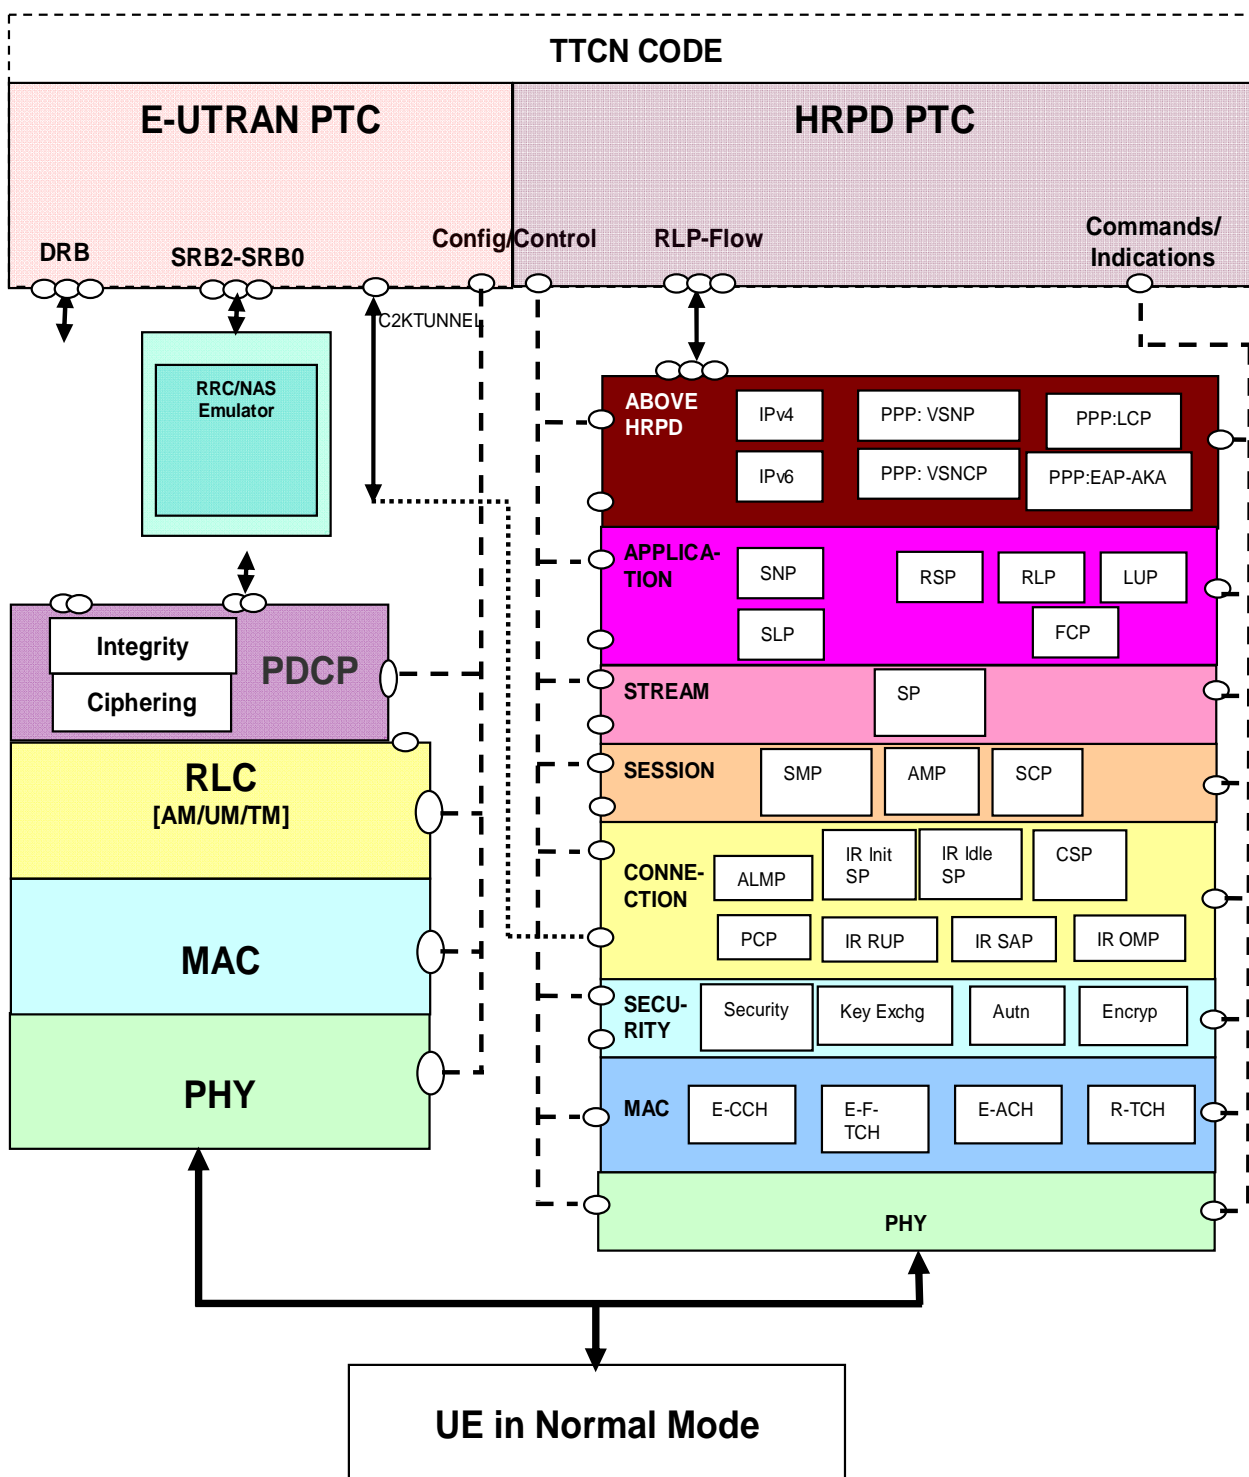 TTCN CODE
E-UTRAN PTC
HRPD PTC
DRB
SRB2-SRB0
Config/Control
RLP-Flow
Commands/
Indications
C2KTUNNEL
RRC/NAS
Emulator
Integrity
Ciphering
PDCP
RLC
[AM/UM/TM]
MAC
PHY
ABOVE
HRPD
IPv4
PPP: VSNP
PPP:LCP
IPv6
PPP: VSNCP
PPP:EAP-AKA
APPLICA-
TION
SNP
RSP
RLP
LUP
SLP
FCP
STREAM
SP
SESSION
SMP
AMP
SCP
CONNE-
CTION
ALMP
IR Init
SP
IR Idle
SP
CSP
PCP
IR RUP
IR SAP
IR OMP
SECU-
RITY
Security
Key Exchg
Autn
Encryp
MAC
E-CCH
E-F-
TCH
E-ACH
R-TCH
PHY
UE in Normal Mode